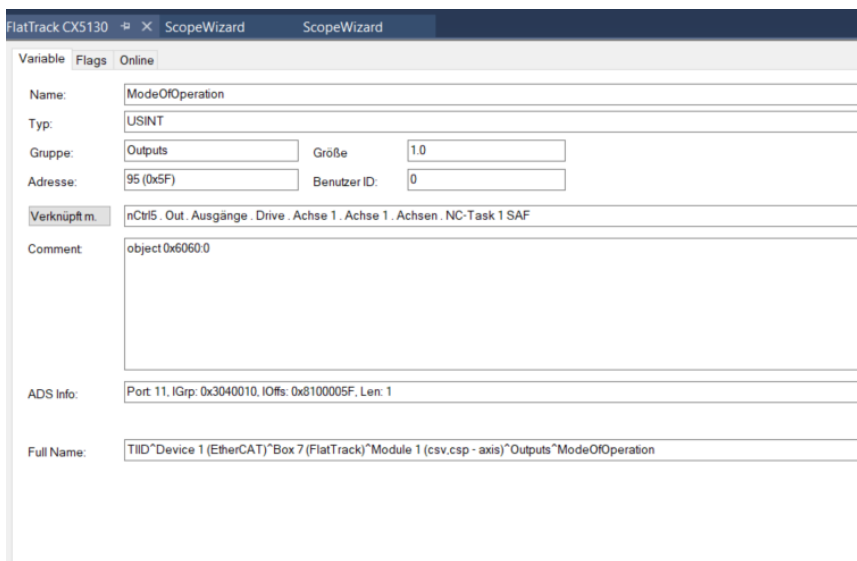 FlatTrack CX5130 ScopeWizard ScopeWizard
Variable Flags Online
Name: ModeOfOperation
Typ: USINT
Gruppe: Outputs Größe 1.0
Adresse: 95 (0x5F) Benutzer ID: 0
Verknüpft m. nCtrl5 . Out . Ausgänge . Drive . Achse 1 . Achse 1 . Achsen . NC-Task 1 SAF
Comment: object 0x6060:0
ADS Info: Port: 11, IGrp: 0x3040010, IOffs: 0x8100005F, Len: 1
Full Name: TIID^Device 1 (EtherCAT)^Box 7 (FlatTrack)^Module 1 (csv,csp - axis)^Outputs^ModeOfOperation